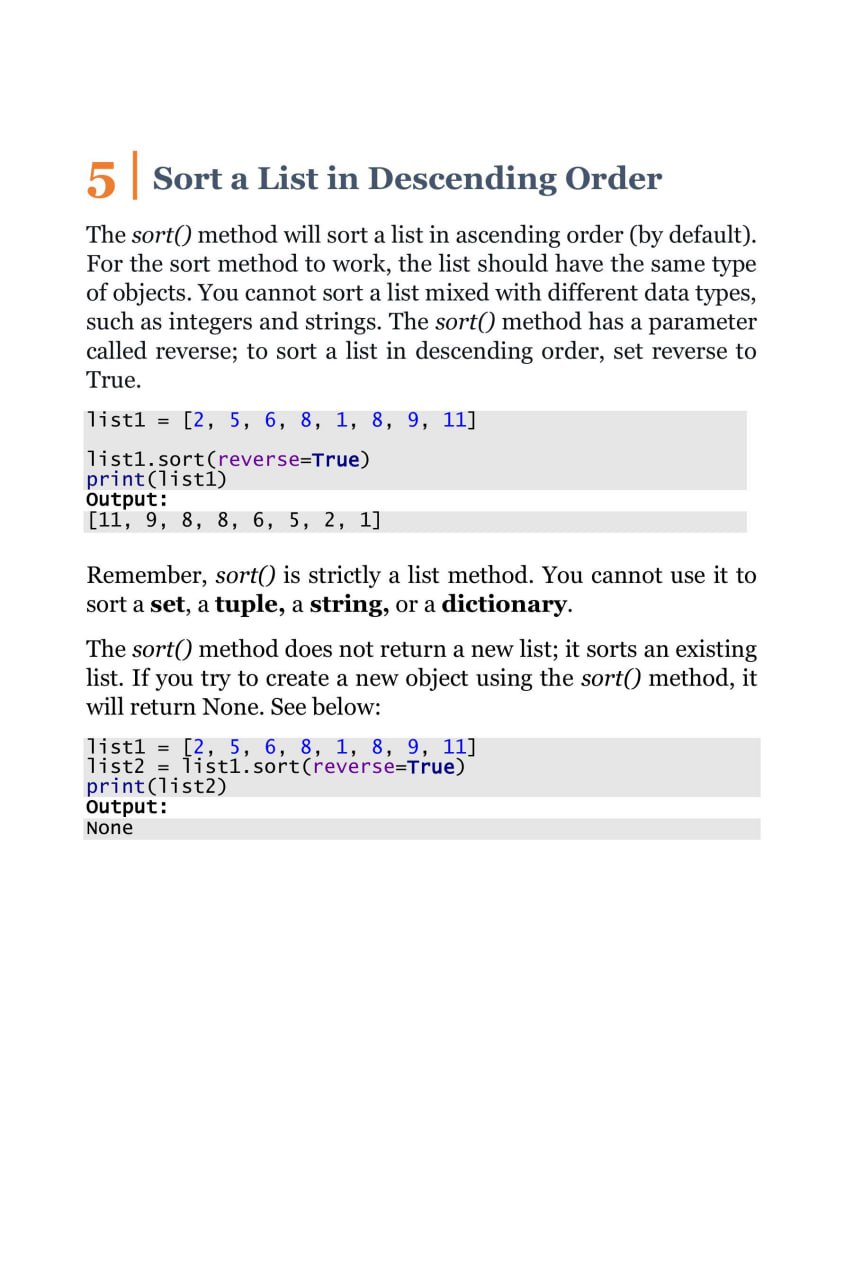 5 | Sort a List in Descending Order
The sort() method will sort a list in ascending order (by default).
For the sort method to work, the list should have the same type
of objects. You cannot sort a list mixed with different data types,
such as integers and strings. The sort() method has a parameter
called reverse; to sort a list in descending order, set reverse to
True.
list1 = [2, 5, 6, 8, 1, 8, 9, 11]
list1.sort(reverse=True)
print(list1)
Output:
[11, 9, 8, 8, 6, 5, 2, 1]
Remember, sort() is strictly a list method. You cannot use it to
sort a set, a tuple, a string, or a dictionary.
The sort() method does not return a new list; it sorts an existing
list. If you try to create a new object using the sort() method, it
will return None. See below:
list1 = [2, 5, 6, 8, 1, 8, 9, 11]
list2 = list1.sort(reverse=True)
print(list2)
Output:
None